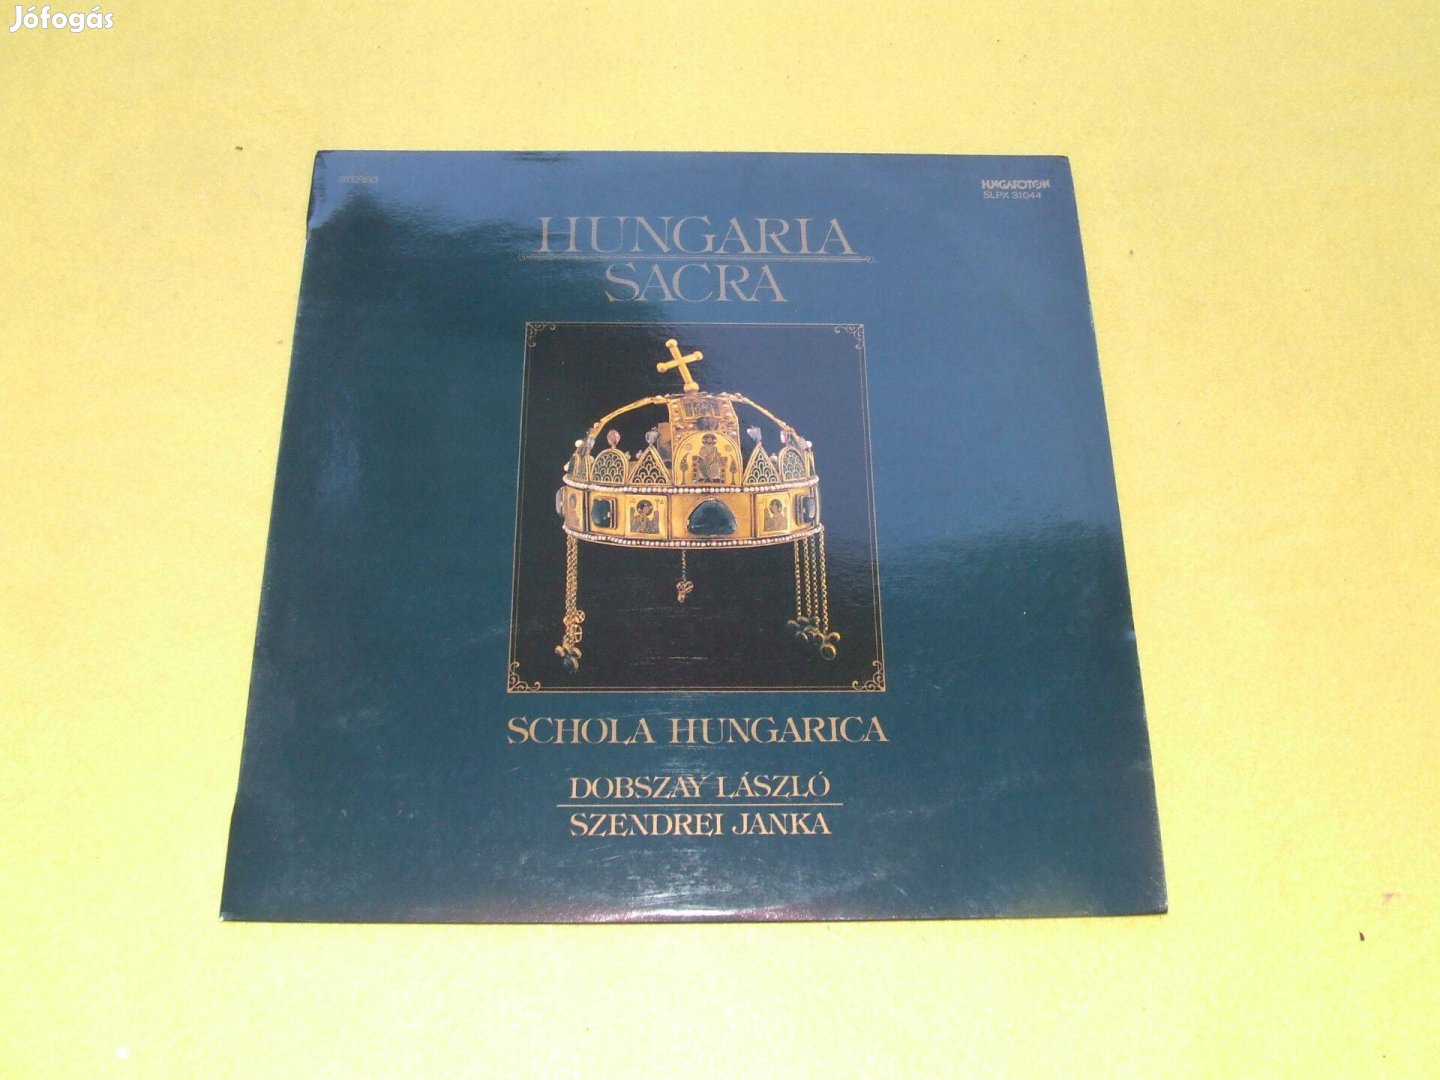 Jófogás
STEREO
HUNGAROTON
SLPX 31044
HUNGARIA
SACRA
SCHOLA HUNGARICA
DOBSZAY LÁSZLÓ
SZENDREI JANKA